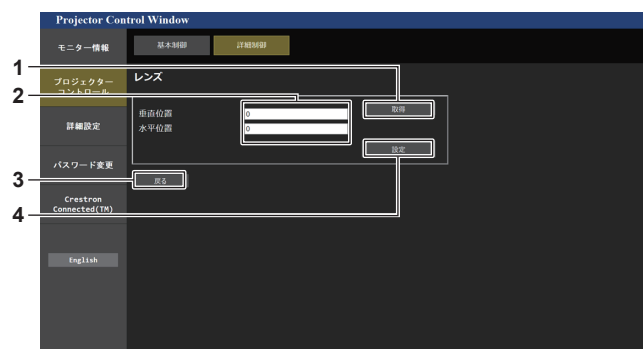 Projector Control Window
モニター情報
基本制御
詳細制御
1
プロジェクター
コントロール
レンズ
2
取得
垂直位置
0
水平位置
0
詳細設定
設定
パスワード変更
3
戻る
Crestron
Connected(TM)
4
English